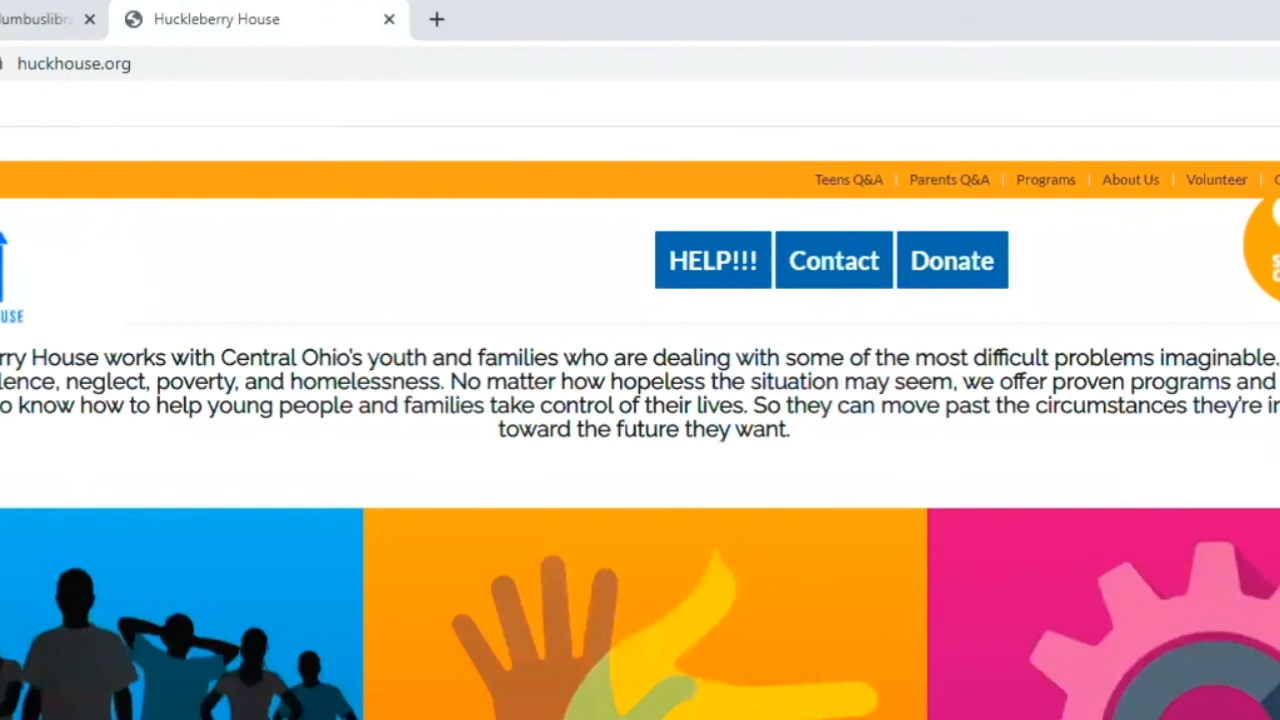 Huckleberry House
huckhouse.org
Teens Q&A | Parents Q&A | Programs | About Us | Volunteer |
HELP!!! Contact Donate
House works with Central Ohio's youth and families who are dealing with some of the most difficult problems imaginable.
neglect, poverty, and homelessness. No matter how hopeless the situation may seem, we offer proven programs and
know how to help young people and families take control of their lives. So they can move past the circumstances they're
toward the future they want.